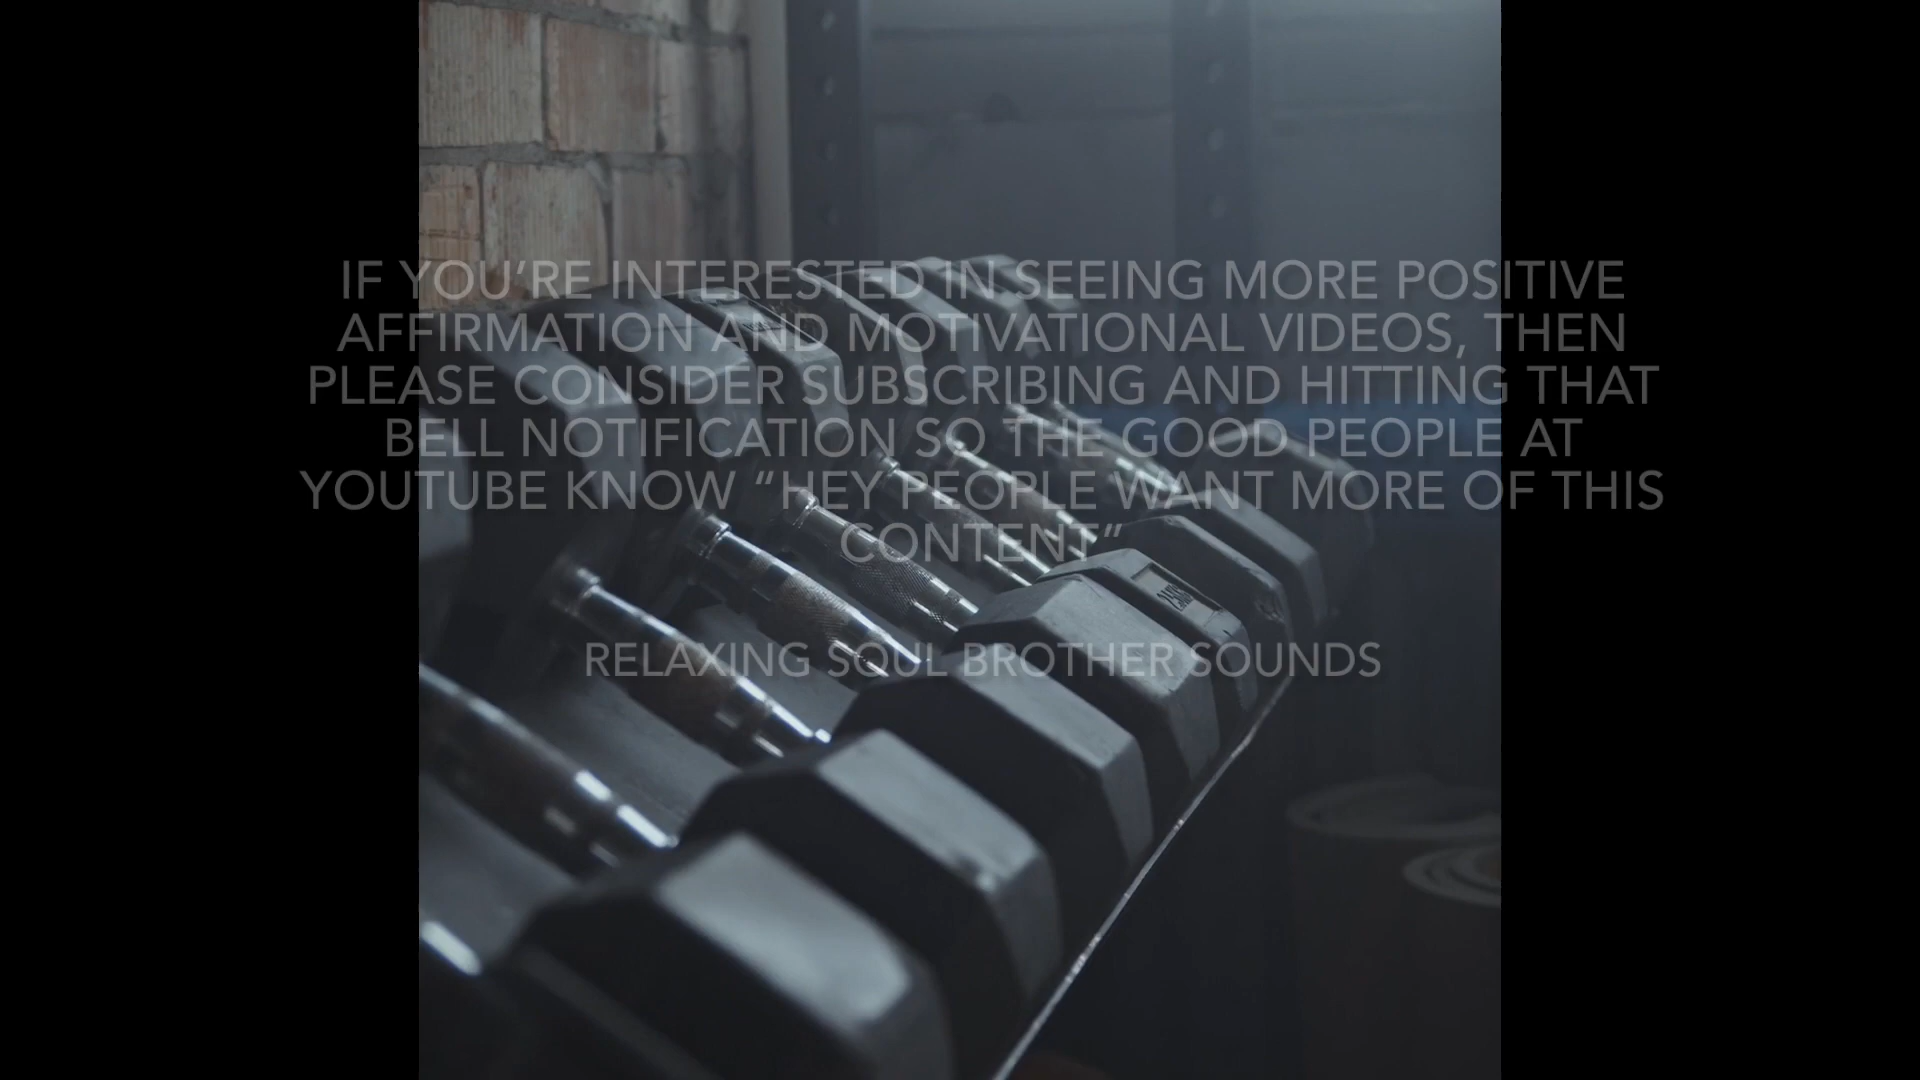 IF YOU’RE INTERESTED IN SEEING MORE POSITIVE
AFFIRMATION AND MOTIVATIONAL VIDEOS, THEN
PLEASE CONSIDER SUBSCRIBING AND HITTING THAT
BELL NOTIFICATION SO THE GOOD PEOPLE AT
YOUTUBE KNOW “HEY PEOPLE WANT MORE OF THIS
CONTENT”
RELAXING SOUL BROTHER SOUNDS